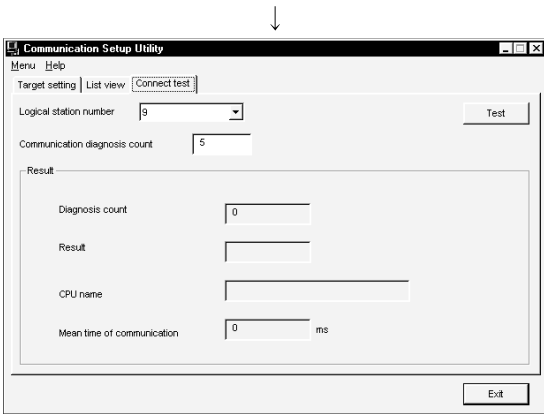 ↓
Communication Setup Utility
Menu Help
Target setting List view Connect test
Logical station number 9 Test
Communication diagnosis count 5
Result
Diagnosis count 0
Result
CPU name
Mean time of communication 0 ms
Exit